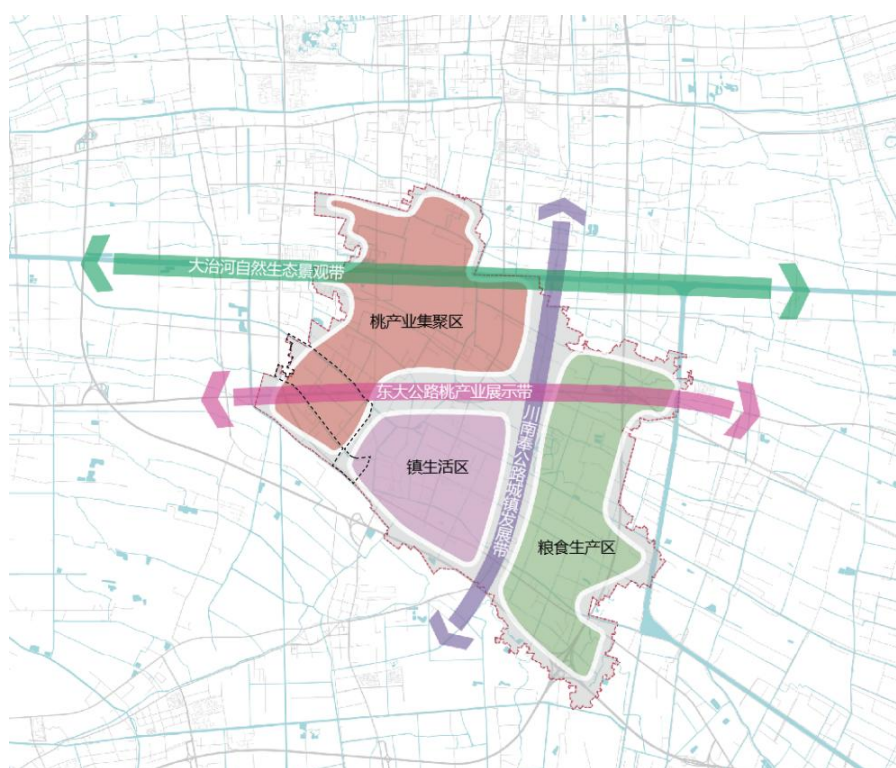 大治河自然生态景观带
桃产业集聚区
东大公路桃产业展示带
川南奉公路城镇发展带
镇生活区
粮食生产区